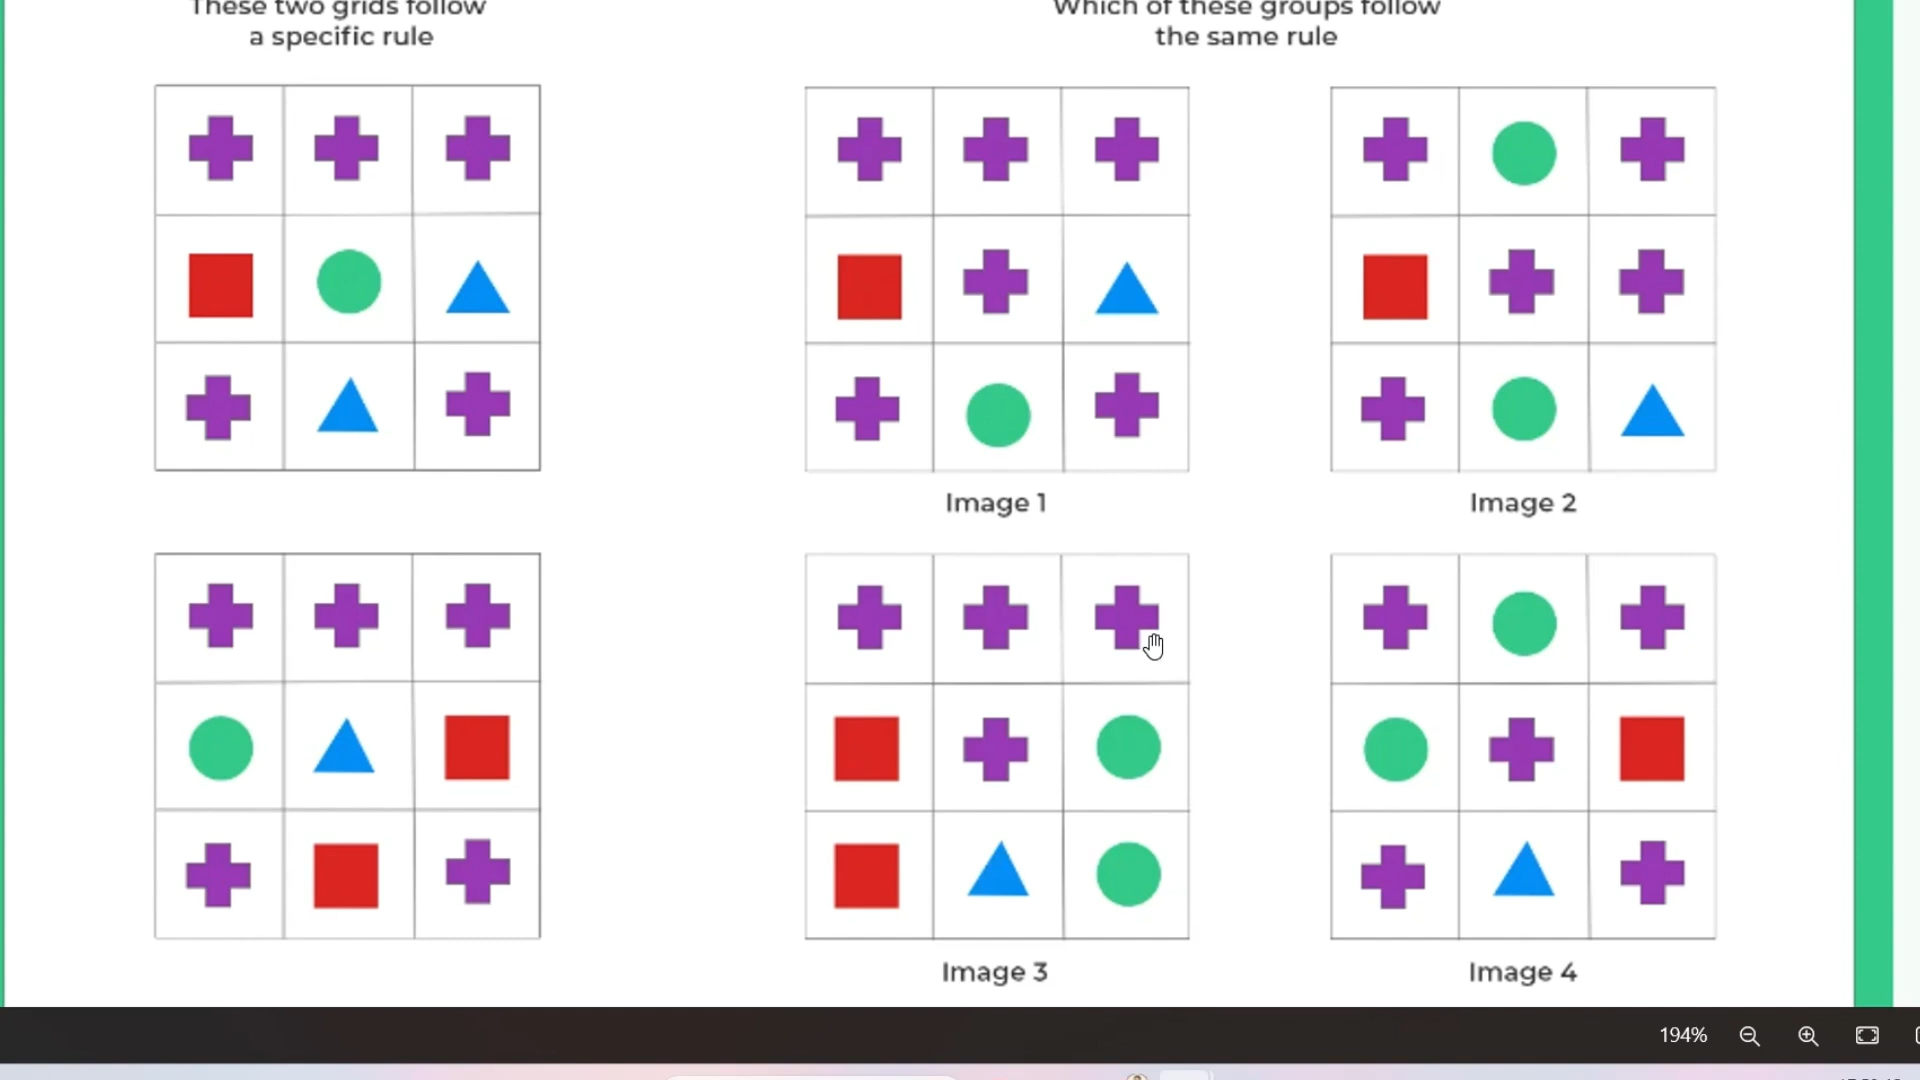 These two grids follow
a specific rule
Which of these groups follow
the same rule
Image 1
Image 2
Image 3
Image 4
194%